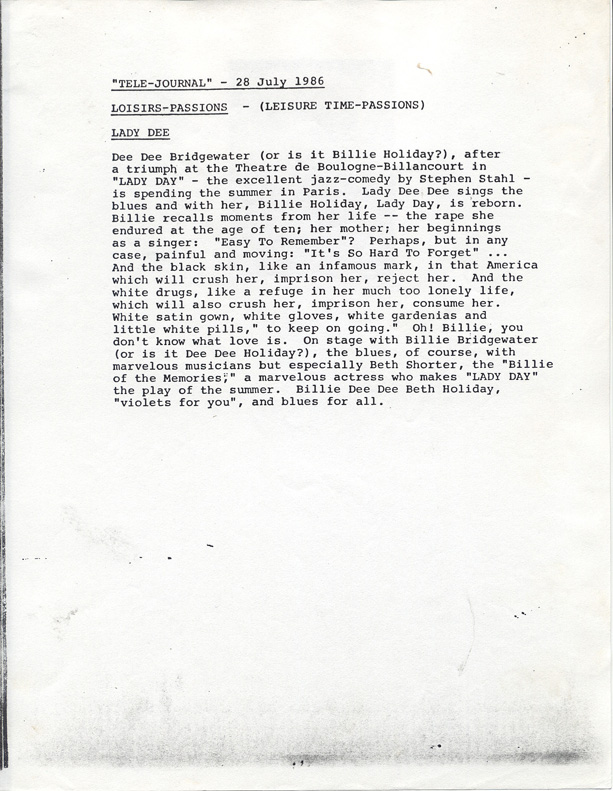 "TELE-JOURNAL" - 28 July 1986
LOISIRS-PASSIONS - (LEISURE TIME-PASSIONS)
LADY DEE
Dee Dee Bridgewater (or is it Billie Holiday?), after
a triumph at the Theatre de Boulogne-Billancourt in
"LADY DAY" - the excellent jazz-comedy by Stephen Stahl -
is spending the summer in Paris. Lady Dee Dee sings the
blues and with her, Billie Holiday, Lady Day, is reborn.
Billie recalls moments from her life -- the rape she
endured at the age of ten; her mother; her beginnings
as a singer: "Easy To Remember"? Perhaps, but in any
case, painful and moving: "It's So Hard To Forget" ...
And the black skin, like an infamous mark, in that America
which will crush her, imprison her, reject her. And the
white drugs, like a refuge in her much too lonely life,
which will also crush her, imprison her, consume her.
White satin gown, white gloves, white gardenias and
little white pills," to keep on going." Oh! Billie, you
don't know what love is. On stage with Billie Bridgewater
(or is it Dee Dee Holiday?), the blues, of course, with
marvelous musicians but especially Beth Shorter, the "Billie
of the Memories," a marvelous actress who makes "LADY DAY"
the play of the summer. Billie Dee Dee Beth Holiday,
"violets for you", and blues for all.